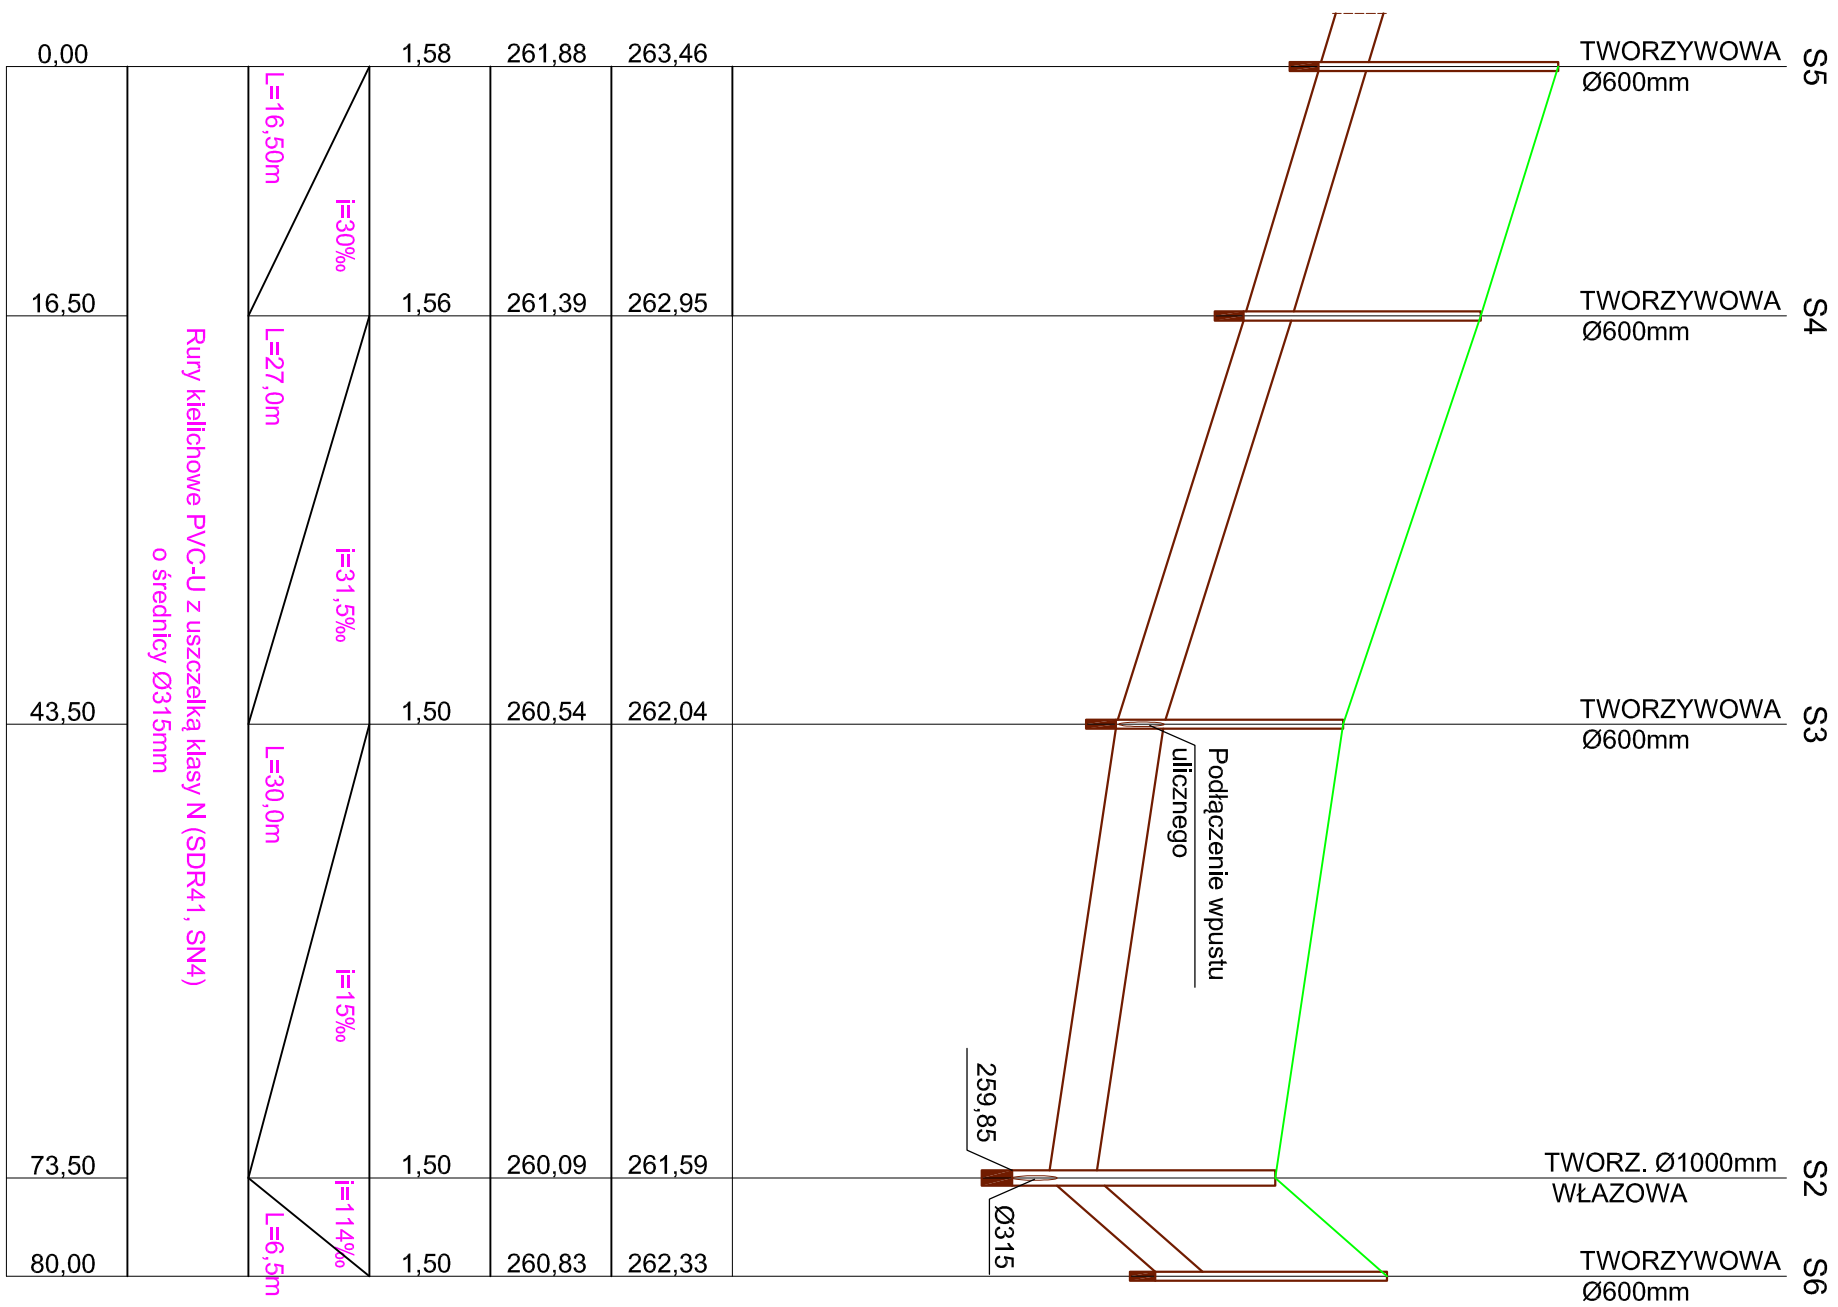 0,00
1,58
261,88
263,46
TWORZYWOWA
Ø600mm
S5
L=16,50m
i=30‰
16,50
1,56
261,39
262,95
TWORZYWOWA
Ø600mm
S4
L=27,0m
i=31,5‰
Rury kielichowe PVC-U z uszczelką klasy N (SDR41, SN4)
o średnicy Ø315mm
43,50
1,50
260,54
262,04
TWORZYWOWA
Ø600mm
S3
Podłączenie wpustu
ulicznego
L=30,0m
i=15‰
259,85
73,50
1,50
260,09
261,59
TWORZ. Ø1000mm
WŁAZOWA
S2
Ø315
L=6,5m
i=114‰
80,00
1,50
260,83
262,33
TWORZYWOWA
Ø600mm
S6